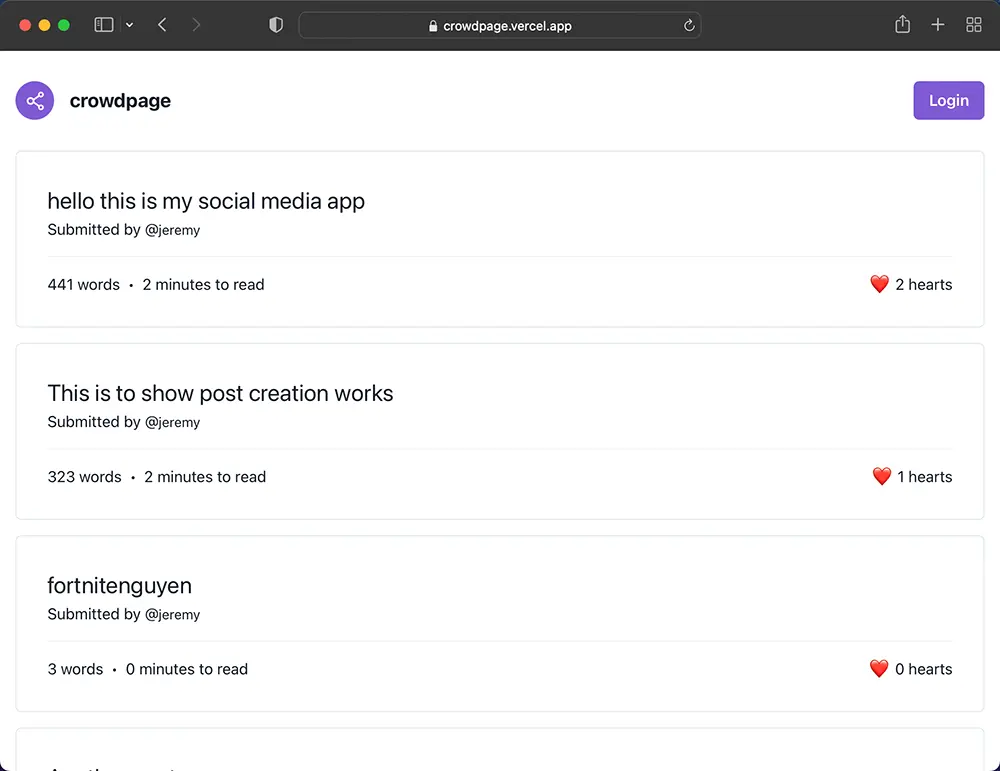 crowdpage.vercel.app
crowdpage
Login
hello this is my social media app
Submitted by @jeremy
441 words • 2 minutes to read
❤️ 2 hearts
This is to show post creation works
Submitted by @jeremy
323 words • 2 minutes to read
❤️ 1 hearts
fortnitenguyen
Submitted by @jeremy
3 words • 0 minutes to read
❤️ 0 hearts